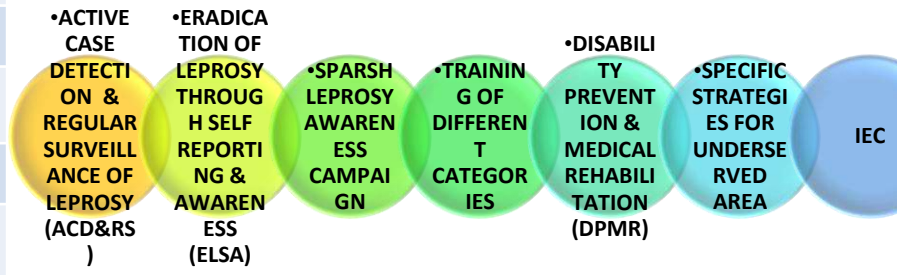 •ACTIVE
CASE
DETECTI
ON &
REGULAR
SURVEILL
ANCE OF
LEPROSY
(ACD&RS
)
•ERADICA
TION OF
LEPROSY
THROUG
H SELF
REPORTI
NG &
AWAREN
ESS
(ELSA)
•SPARSH
LEPROSY
AWAREN
ESS
CAMPAI
GN
•TRAININ
G OF
DIFFEREN
T
CATEGOR
IES
•DISABILI
TY
PREVENT
ION &
MEDICAL
REHABILI
TATION
(DPMR)
•SPECIFIC
STRATEGI
ES FOR
UNDERSE
RVED
AREA
IEC